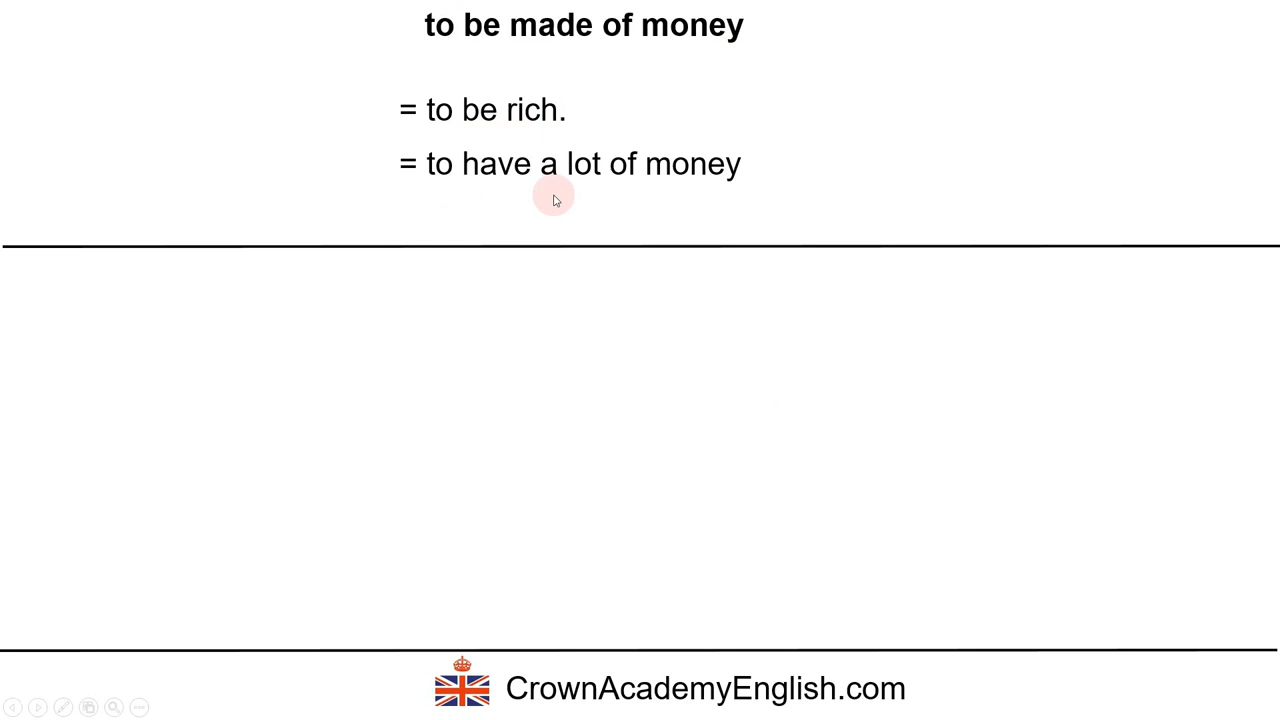 to be made of money
= to be rich.
= to have a lot of money
CrownAcademyEnglish.com